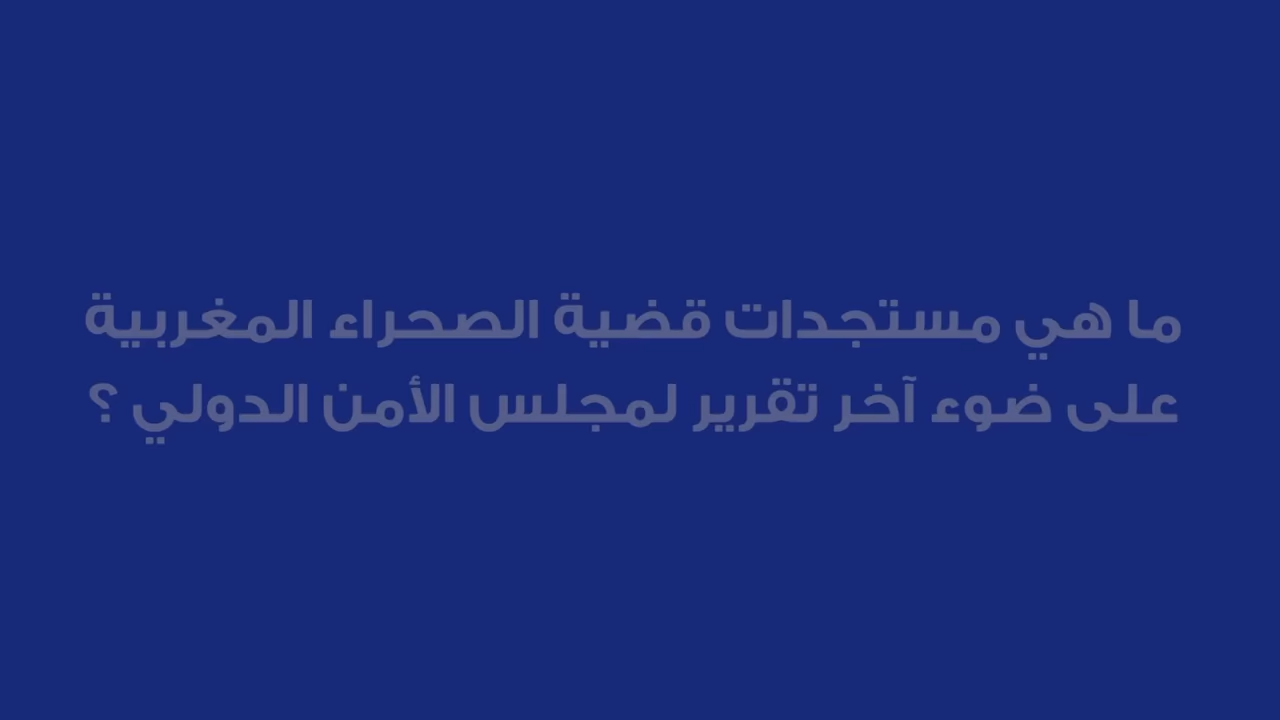 ما هي مستجدات قضية الصحراء المغربية
على ضوء آخر تقرير لمجلس الأمن الدولي ؟